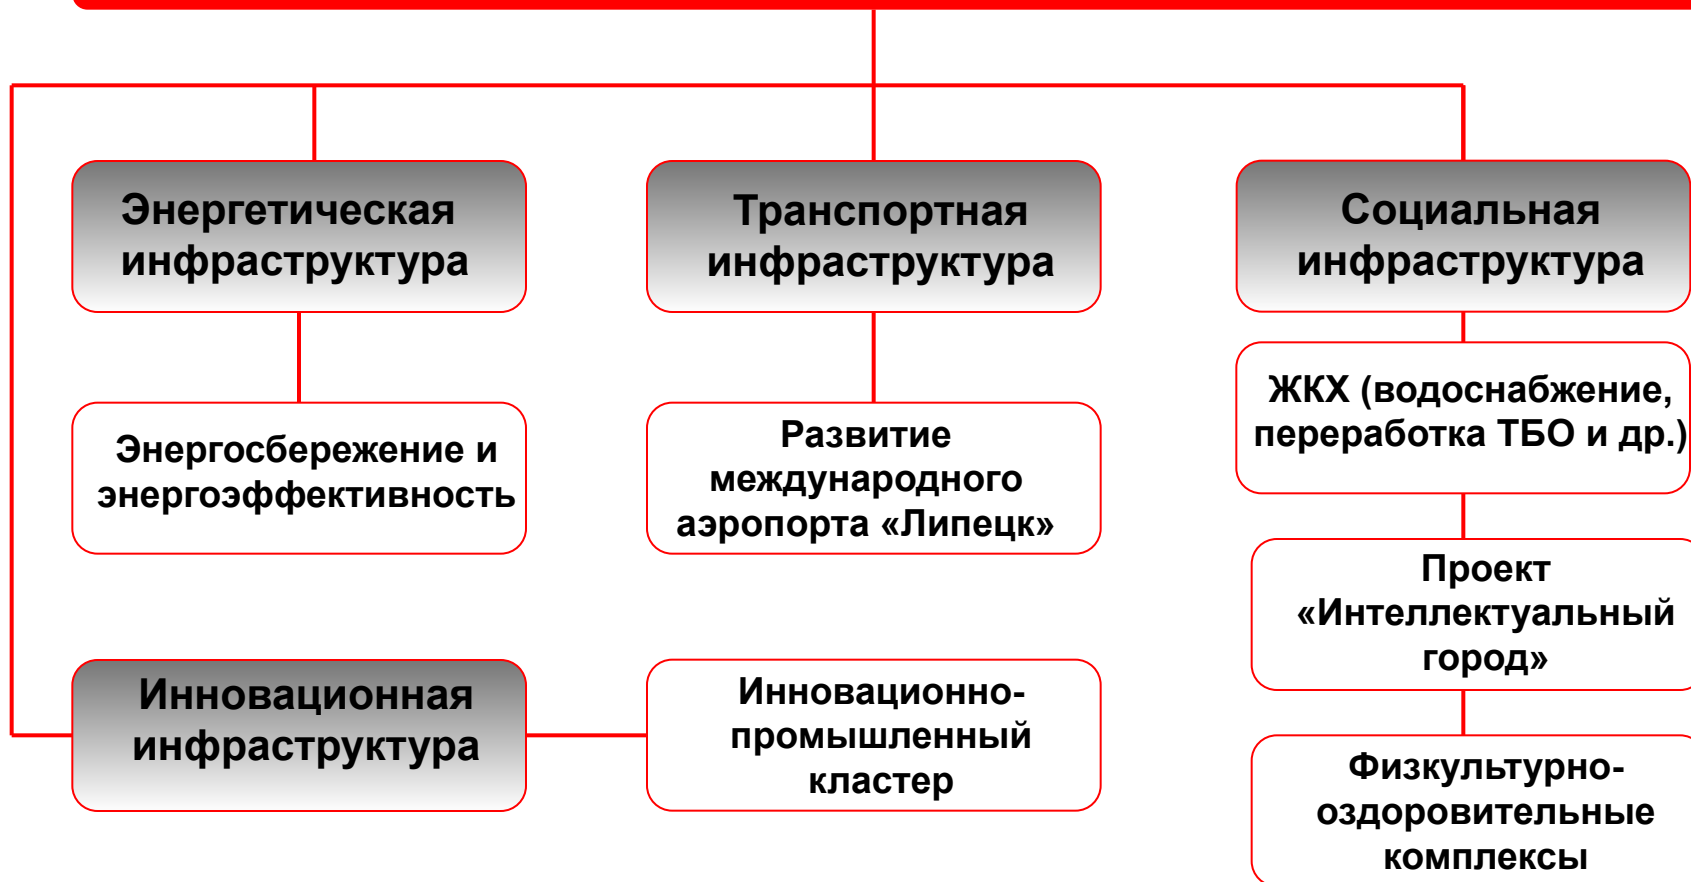 Энергетическая
инфраструктура
Транспортная
инфраструктура
Социальная
инфраструктура
Энергосбережение и
энергоэффективность
Развитие
международного
аэропорта «Липецк»
ЖКХ (водоснабжение,
переработка ТБО и др.)
Проект
«Интеллектуальный
город»
Инновационная
инфраструктура
Инновационно-
промышленный
кластер
Физкультурно-
оздоровительные
комплексы